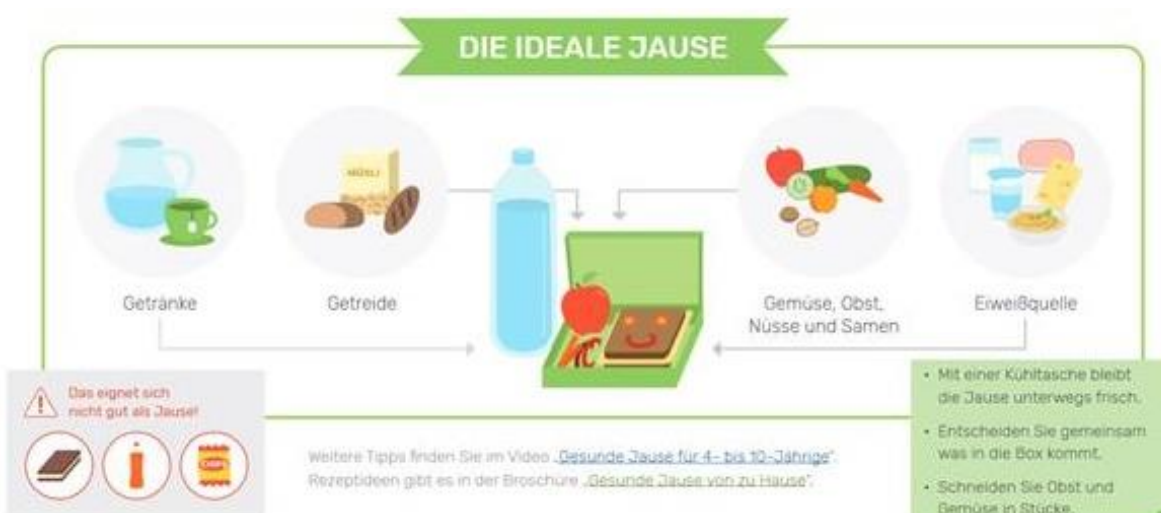 DIE IDEALE JAUSE
MÜSLI
Getränke
Getreide
Gemüse, Obst,
Nüsse und Samen
Eiweißquelle
Das eignet sich
nicht gut als Jause!
CHIPS
• Mit einer Kühltasche bleibt
die Jause unterwegs frisch.
• Entscheiden Sie gemeinsam
was in die Box kommt.
• Schneiden Sie Obst und
Gemüse in Stücke.
Weitere Tipps finden Sie im Video „Gesunde Jause für 4- bis 10-Jährige“.
Rezeptideen gibt es in der Broschüre „Gesunde Jause von zu Hause“.